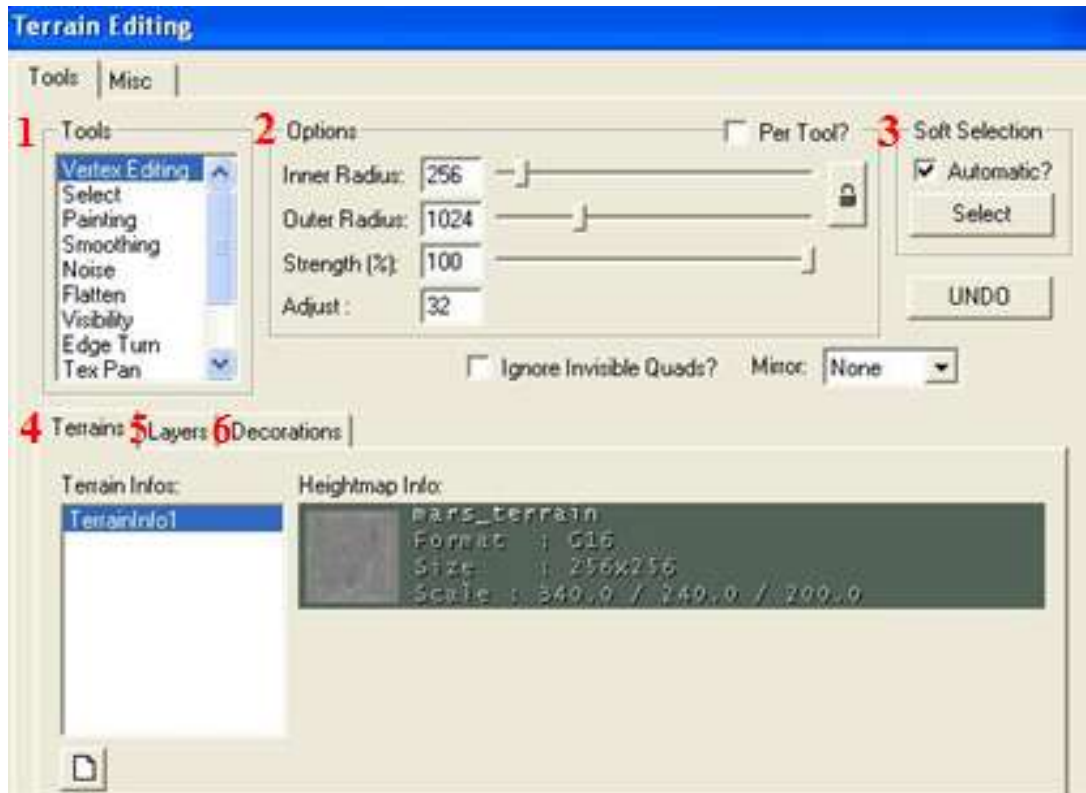 Terrain Editing
Tools Misc
1 Tools
Vertex Editing
Select
Painting
Smoothing
Noise
Flatten
Visibility
Edge Turn
Tex Pan
2 Options
Per Tool?
Inner Radius: 256
Outer Radius: 1024
Strength (%): 100
Adjust : 32
3 Soft Selection
Automatic?
Select
UNDO
Ignore Invisible Quads? Mirror: None
4 Terrains 5 Layers 6 Decorations
Terrain Infos:
TerrainInfo1
Heightmap Info:
mars_terrain
Format : G16
Size : 256x256
Scale : 340.0 / 240.0 / 200.0